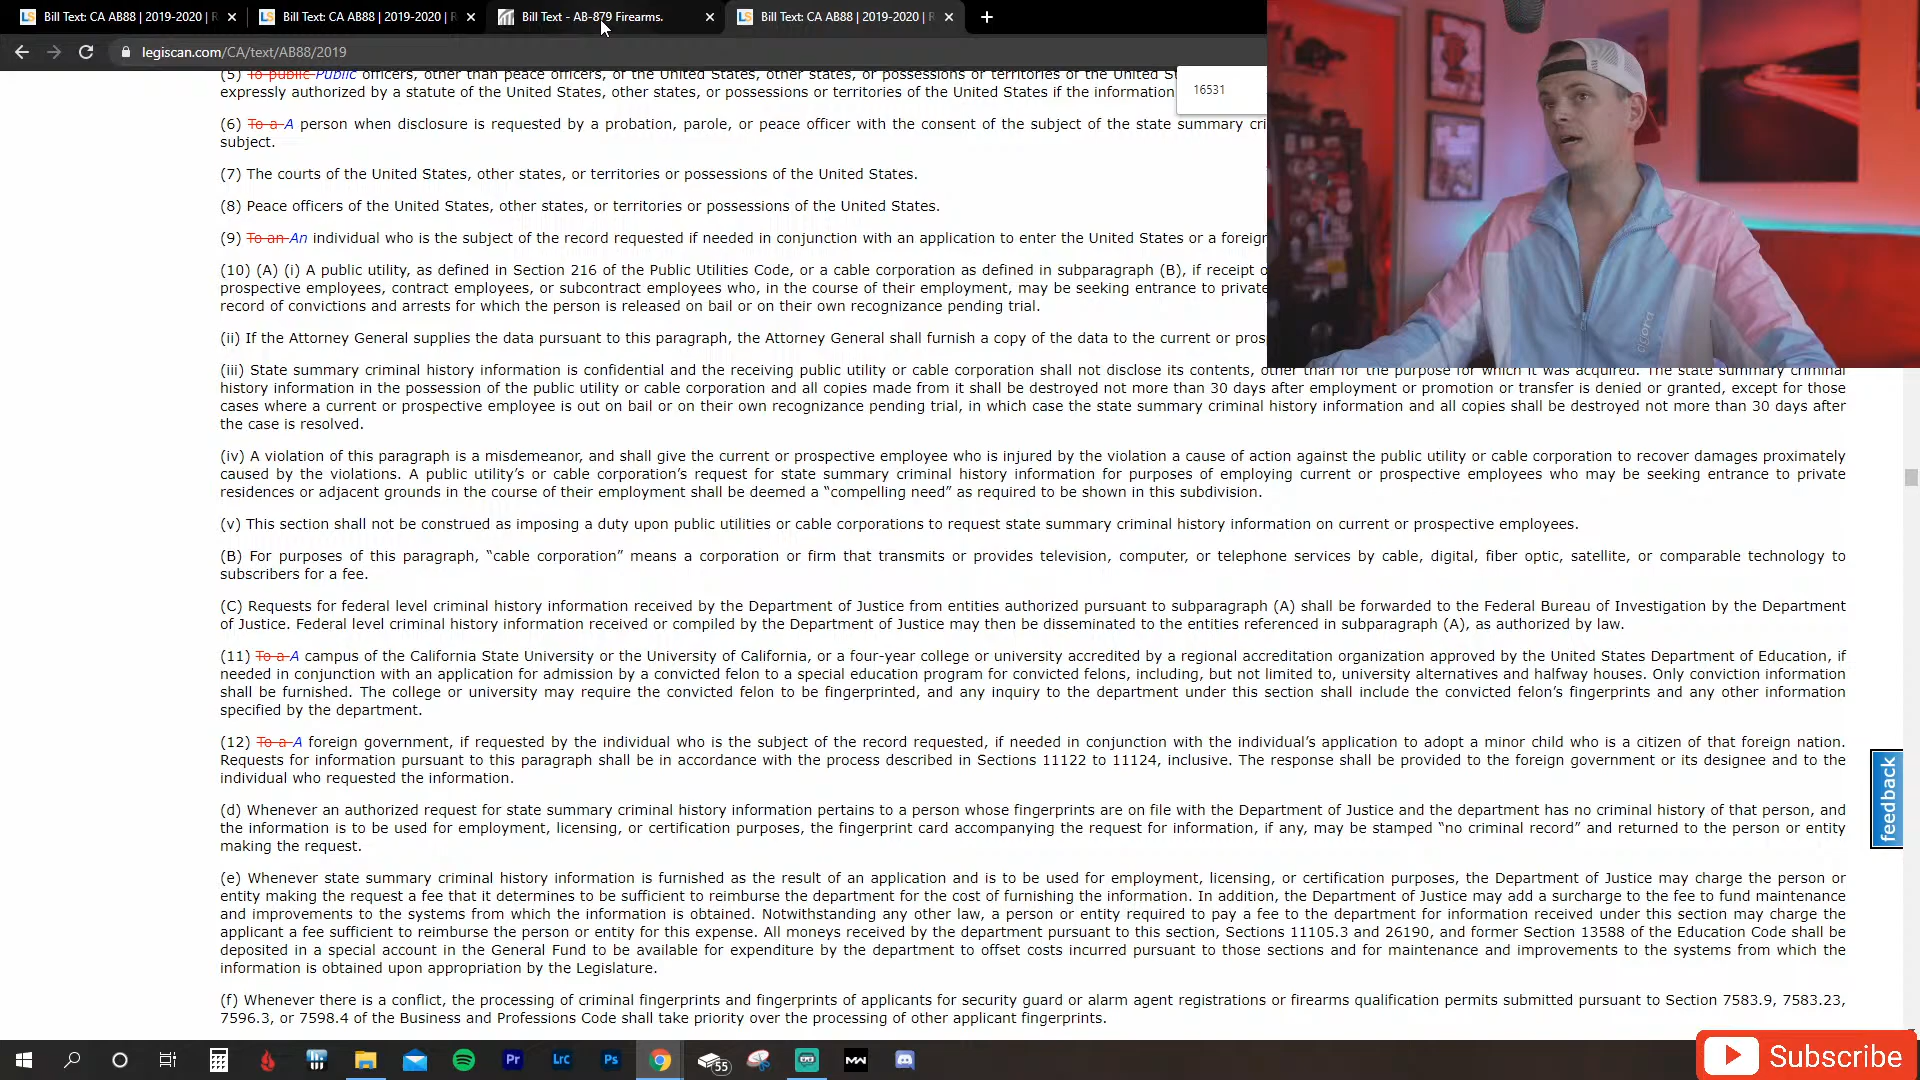 Bill Text: CA AB88 | 2019-2020 |
Bill Text: CA AB88 | 2019-2020 |
Bill Text - AB-879 Firearms.
Bill Text: CA AB88 | 2019-2020 |
legiscan.com/CA/text/AB88/2019
16531
(5) To public Public officers, other than peace officers, of the United States, other states, or possessions or territories of the United
expressly authorized by a statute of the United States, other states, or possessions or territories of the United States if the information
(6) To a A person when disclosure is requested by a probation, parole, or peace officer with the consent of the subject of the state summary
subject.
(7) The courts of the United States, other states, or territories or possessions of the United States.
(8) Peace officers of the United States, other states, or territories or possessions of the United States.
(9) To an An individual who is the subject of the record requested if needed in conjunction with an application to enter the United States or a foreign
(10) (A) (i) A public utility, as defined in Section 216 of the Public Utilities Code, or a cable corporation as defined in subparagraph (B), if receipt
prospective employees, contract employees, or subcontract employees who, in the course of their employment, may be seeking entrance to
record of convictions and arrests for which the person is released on bail or on their own recognizance pending trial.
(ii) If the Attorney General supplies the data pursuant to this paragraph, the Attorney General shall furnish a copy of the data to the current or
(iii) State summary criminal history information is confidential and the receiving public utility or cable corporation shall not disclose its contents, other than for the purpose for which it was acquired. The state summary criminal
history information in the possession of the public utility or cable corporation and all copies made from it shall be destroyed not more than 30 days after employment or promotion or transfer is denied or granted, except for those
cases where a current or prospective employee is out on bail or on their own recognizance pending trial, in which case the state summary criminal history information and all copies shall be destroyed not more than 30 days after
the case is resolved.
(iv) A violation of this paragraph is a misdemeanor, and shall give the current or prospective employee who is injured by the violation a cause of action against the public utility or cable corporation to recover damages proximately
caused by the violations. A public utility's or cable corporation's request for state summary criminal history information for purposes of employing current or prospective employees who may be seeking entrance to private
residences or adjacent grounds in the course of their employment shall be deemed a “compelling need” as required to be shown in this subdivision.
(v) This section shall not be construed as imposing a duty upon public utilities or cable corporations to request state summary criminal history information on current or prospective employees.
(B) For purposes of this paragraph, “cable corporation” means a corporation or firm that transmits or provides television, computer, or telephone services by cable, digital, fiber optic, satellite, or comparable technology to
subscribers for a fee.
(C) Requests for federal level criminal history information received by the Department of Justice from entities authorized pursuant to subparagraph (A) shall be forwarded to the Federal Bureau of Investigation by the Department
of Justice. Federal level criminal history information received or compiled by the Department of Justice may then be disseminated to the entities referenced in subparagraph (A), as authorized by law.
(11) To a A campus of the California State University or the University of California, or a four-year college or university accredited by a regional accreditation organization approved by the United States Department of Education, if
needed in conjunction with an application for admission by a convicted felon to a special education program for convicted felons, including, but not limited to, university alternatives and halfway houses. Only conviction information
shall be furnished. The college or university may require the convicted felon to be fingerprinted, and any inquiry to the department under this section shall include the convicted felon's fingerprints and any other information
specified by the department.
(12) To a A foreign government, if requested by the individual who is the subject of the record requested, if needed in conjunction with the individual's application to adopt a minor child who is a citizen of that foreign nation.
Requests for information pursuant to this paragraph shall be in accordance with the process described in Sections 11122 to 11124, inclusive. The response shall be provided to the foreign government or its designee and to the
individual who requested the information.
(d) Whenever an authorized request for state summary criminal history information pertains to a person whose fingerprints are on file with the Department of Justice and the department has no criminal history of that person, and
the information is to be used for employment, licensing, or certification purposes, the fingerprint card accompanying the request for information, if any, may be stamped “no criminal record” and returned to the person or entity
making the request.
(e) Whenever state summary criminal history information is furnished as the result of an application and is to be used for employment, licensing, or certification purposes, the Department of Justice may charge the person or
entity making the request a fee that it determines to be sufficient to reimburse the department for the cost of furnishing the information. In addition, the Department of Justice may add a surcharge to the fee to fund maintenance
and improvements to the systems from which the information is obtained. Notwithstanding any other law, a person or entity required to pay a fee to the department for information received under this section may charge the
applicant a fee sufficient to reimburse the person or entity for this expense. All moneys received by the department pursuant to this section, Sections 11105.3 and 26190, and former Section 13588 of the Education Code shall be
deposited in a special account in the General Fund to be available for expenditure by the department to offset costs incurred pursuant to those sections and for maintenance and improvements to the systems from which the
information is obtained upon appropriation by the Legislature.
(f) Whenever there is a conflict, the processing of criminal fingerprints and fingerprints of applicants for security guard or alarm agent registrations or firearms qualification permits submitted pursuant to Section 7583.9, 7583.23,
7596.3, or 7598.4 of the Business and Professions Code shall take priority over the processing of other applicant fingerprints.
feedback
Pr Lrc Ps 55
Subscribe